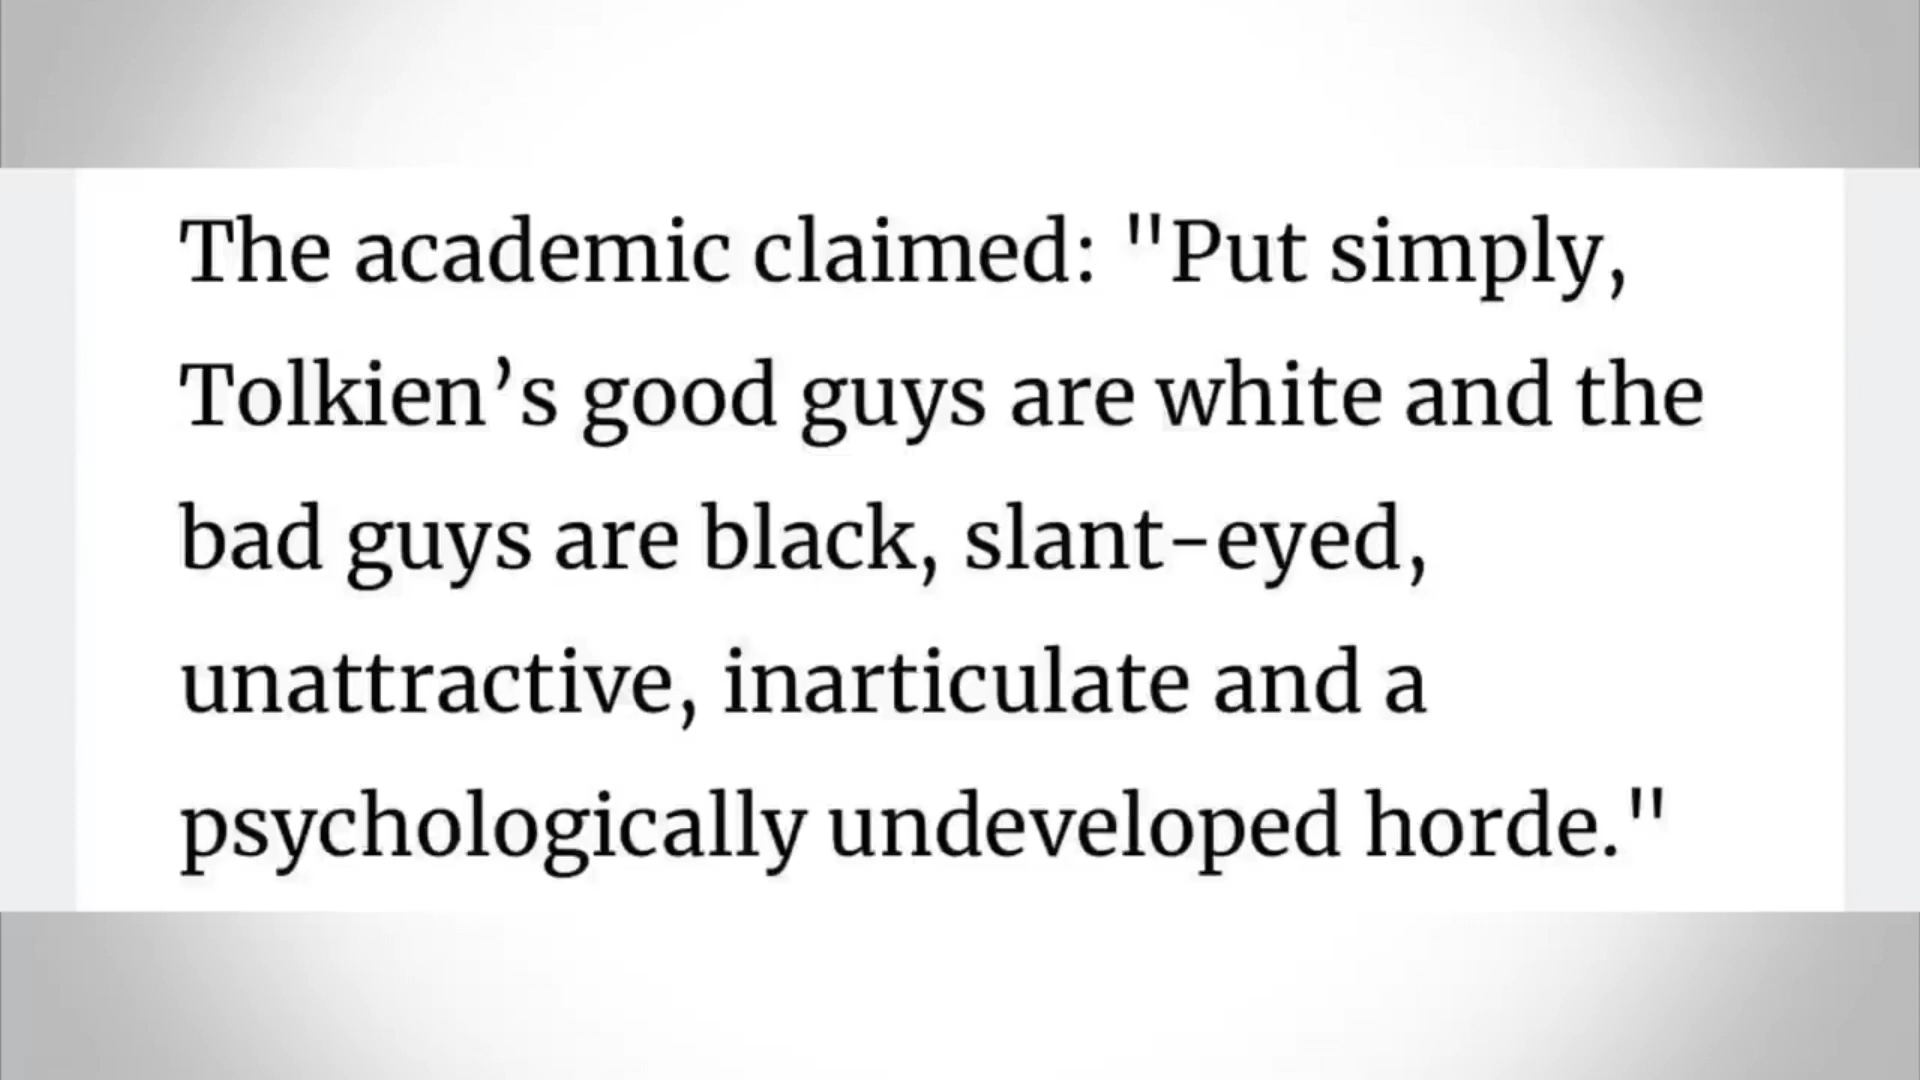 The academic claimed: "Put simply,
Tolkien’s good guys are white and the
bad guys are black, slant-eyed,
unattractive, inarticulate and a
psychologically undeveloped horde."